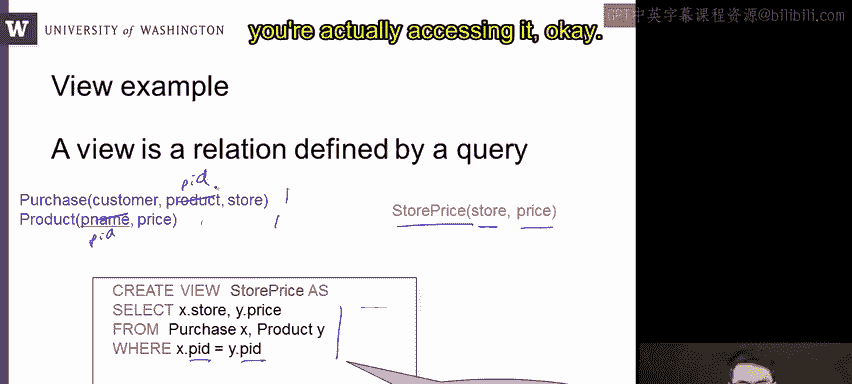 you're actually accessing it, okay.
GPT中英字幕课程资源@bilibili.com
W UNIVERSITY of WASHINGTON
View example
A view is a relation defined by a query
pid.
Purchase(customer, product, store)
StorePrice(store, price)
Product(pname, price)
pid
CREATE VIEW StorePrice AS
SELECT x.store, y.price
FROM Purchase x, Product y
WHERE x.pid = y.pid